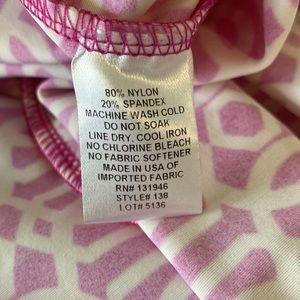 80% NYLON
20% SPANDEX
MACHINE WASH COLD
DO NOT SOAK
LINE DRY, COOL IRON
NO CHLORINE BLEACH
NO FABRIC SOFTENER
MADE IN USA OF
IMPORTED FABRIC
RN# 131946
STYLE# 138
LOT# 5136